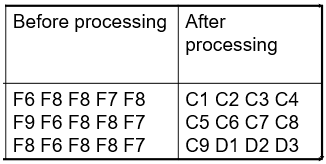 Before processing After processing
F6 F8 F8 F7 F8 C1 C2 C3 C4
F9 F6 F8 F8 F7 C5 C6 C7 C8
F8 F6 F8 F8 F7 C9 D1 D2 D3